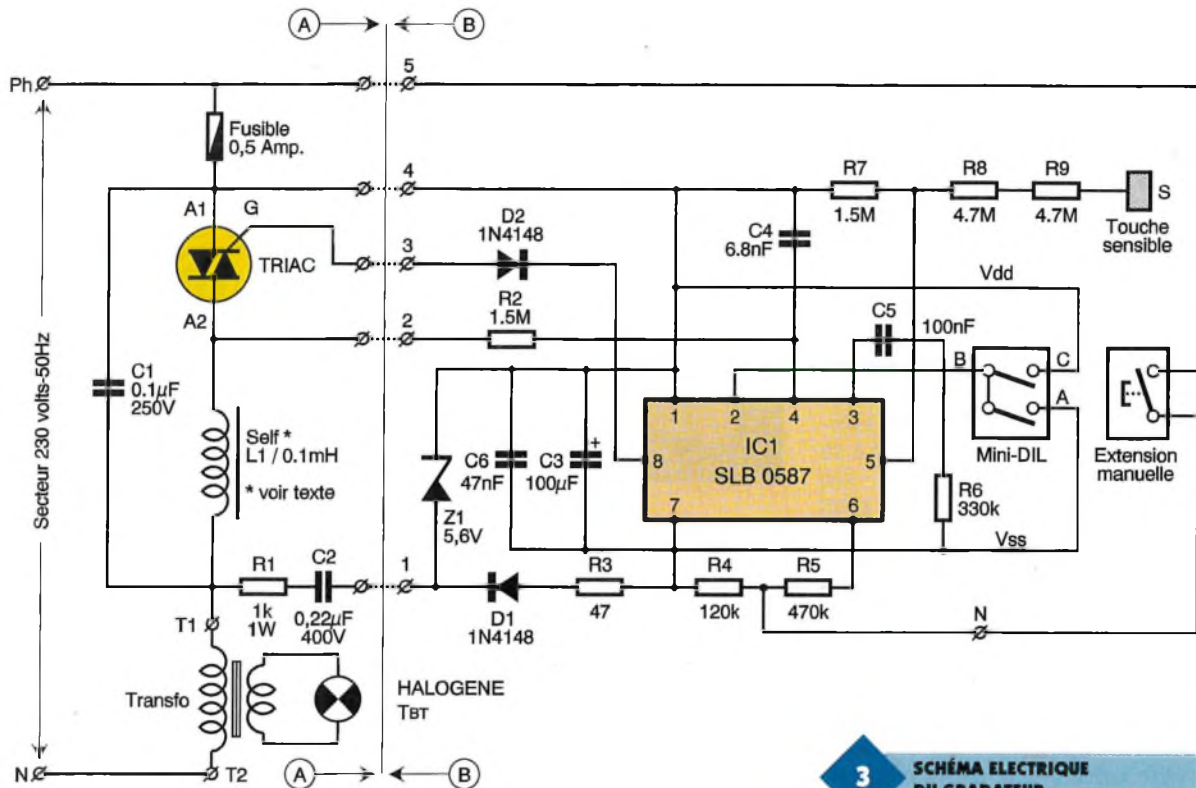 A
B
Ph
5
Fusible
0,5 Amp.
4
R7
R8
R9
1.5M
4.7M
4.7M
S
Touche
sensible
A1
G
D2
1N4148
C4
6.8nF
3
TRIAC
Vdd
A2
R2
1.5M
2
C5
100nF
B
C
A
C1
0.1µF
250V
Secteur 230 volts-50Hz
Self *
L1 / 0.1mH
* voir texte
1
2
4
3
IC1
SLB 0587
8
5
7
6
Mini-DIL
Extension
manuelle
Z1
5,6V
C6
47nF
C3
100µF
+
R6
330k
Vss
R1
1k
1W
C2
0,22µF
400V
1
D1
1N4148
R3
47
R4
120k
R5
470k
N
T1
Transfo
HALOGENE
TBT
N
T2
A
B
3
SCHÉMA ELECTRIQUE
DU GRADATEUR